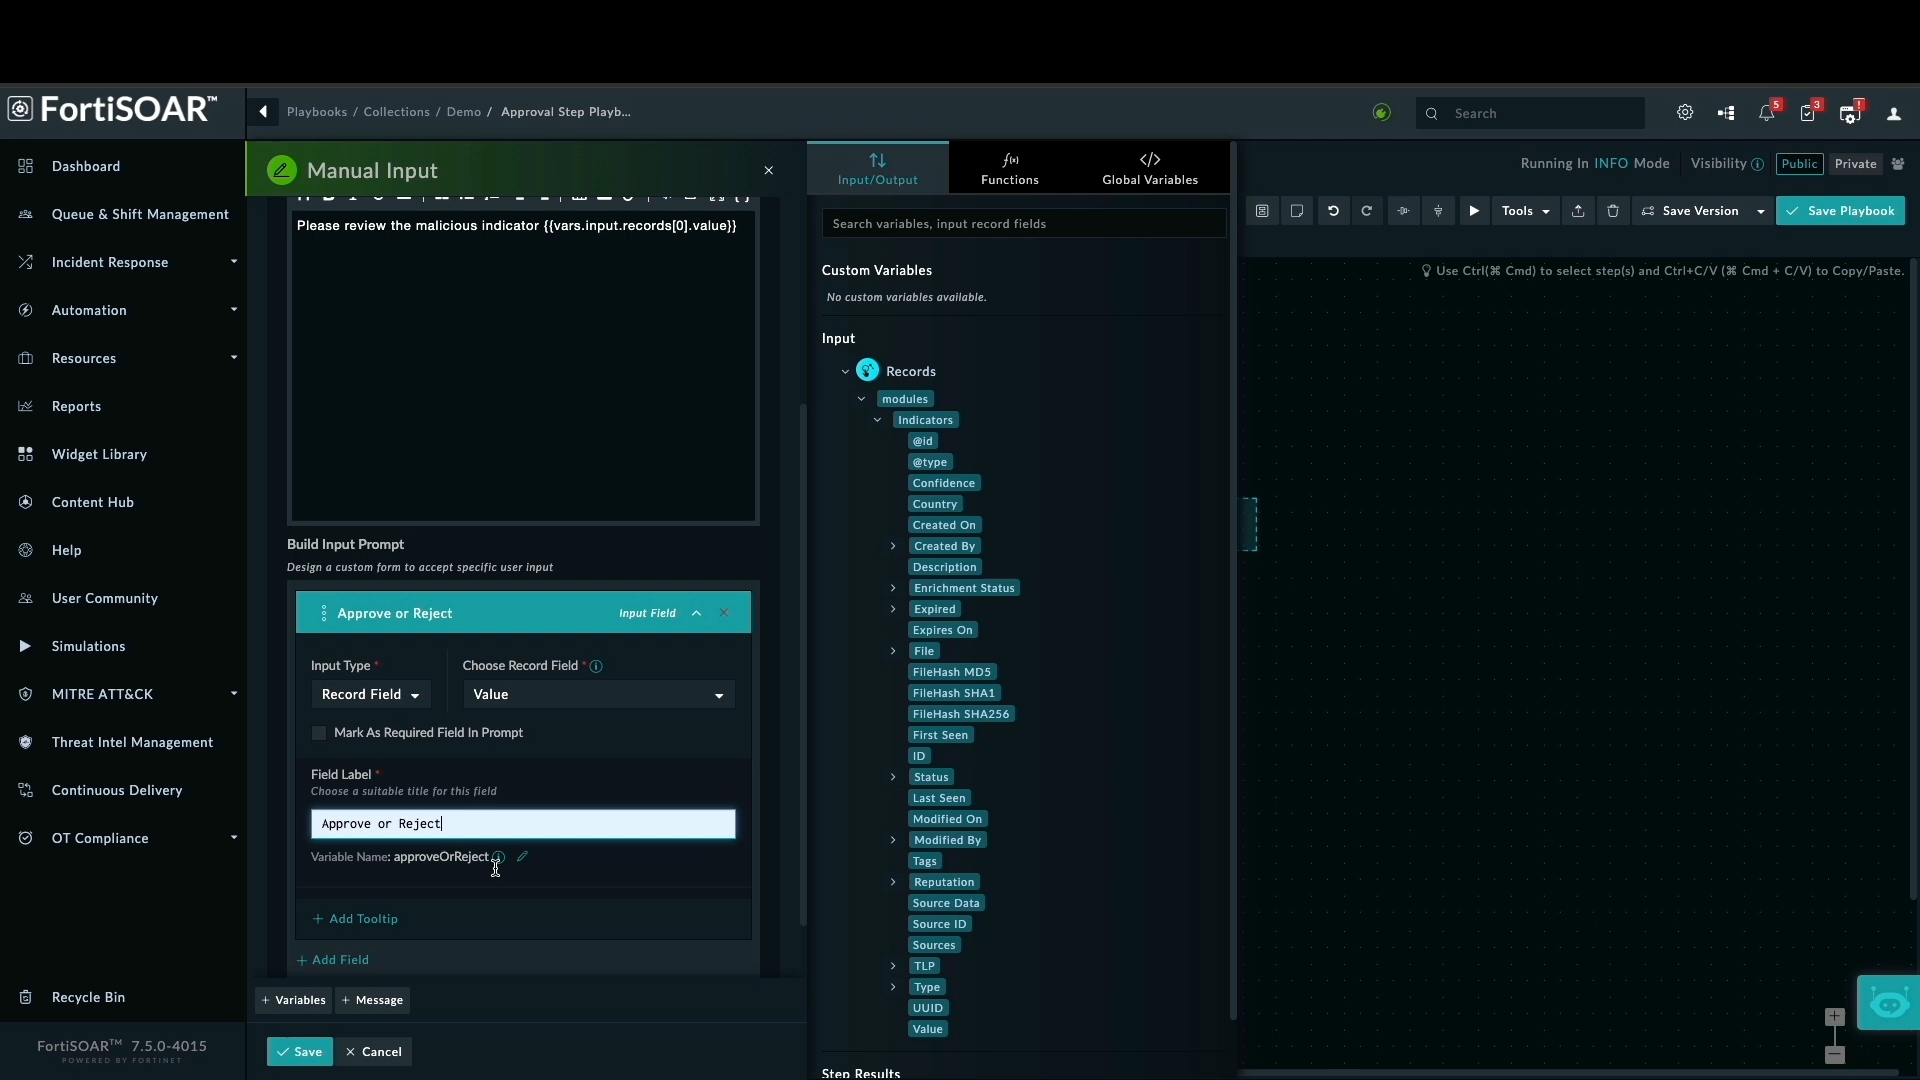 FortiSOAR™
Playbooks / Collections / Demo / Approval Step Playb...
Search
5
3
!
Dashboard
Queue & Shift Management
Incident Response
Automation
Resources
Reports
Widget Library
Content Hub
Help
User Community
Simulations
MITRE ATT&CK
Threat Intel Management
Continuous Delivery
OT Compliance
Recycle Bin
FortiSOAR™ 7.5.0-4015
POWERED BY FORTINET
Manual Input
Please review the malicious indicator {{vars.input.records[0].value}}
Build Input Prompt
Design a custom form to accept specific user input
Approve or Reject
Input Field
Input Type *
Choose Record Field *
Record Field
Value
Mark As Required Field In Prompt
Field Label *
Choose a suitable title for this field
Approve or Reject
Variable Name: approveOrReject
+ Add Tooltip
+ Add Field
+ Variables
+ Message
Save
× Cancel
Input/Output
Functions
Global Variables
Search variables, input record fields
Custom Variables
No custom variables available.
Input
Records
modules
Indicators
@id
@type
Confidence
Country
Created On
Created By
Description
Enrichment Status
Expired
Expires On
File
FileHash MD5
FileHash SHA1
FileHash SHA256
First Seen
ID
Status
Last Seen
Modified On
Modified By
Tags
Reputation
Source Data
Source ID
Sources
TLP
Type
UUID
Value
Step Results
Running In INFO Mode
Visibility
Public
Private
Tools
Save Version
Save Playbook
Use Ctrl(⌘ Cmd) to select step(s) and Ctrl+C/V (⌘ Cmd + C/V) to Copy/Paste.